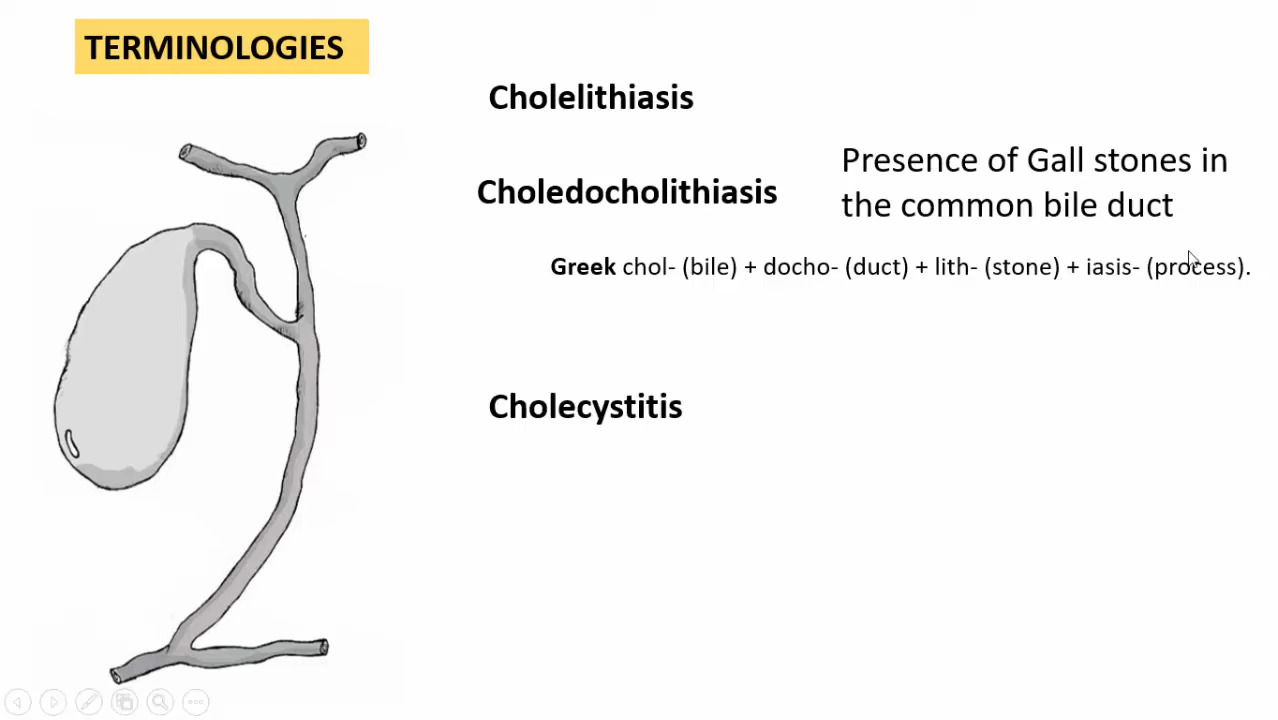 TERMINOLOGIES
Cholelithiasis
Choledocholithiasis
Presence of Gall stones in
the common bile duct
Greek chol- (bile) + docho- (duct) + lith- (stone) + iasis- (process).
Cholecystitis